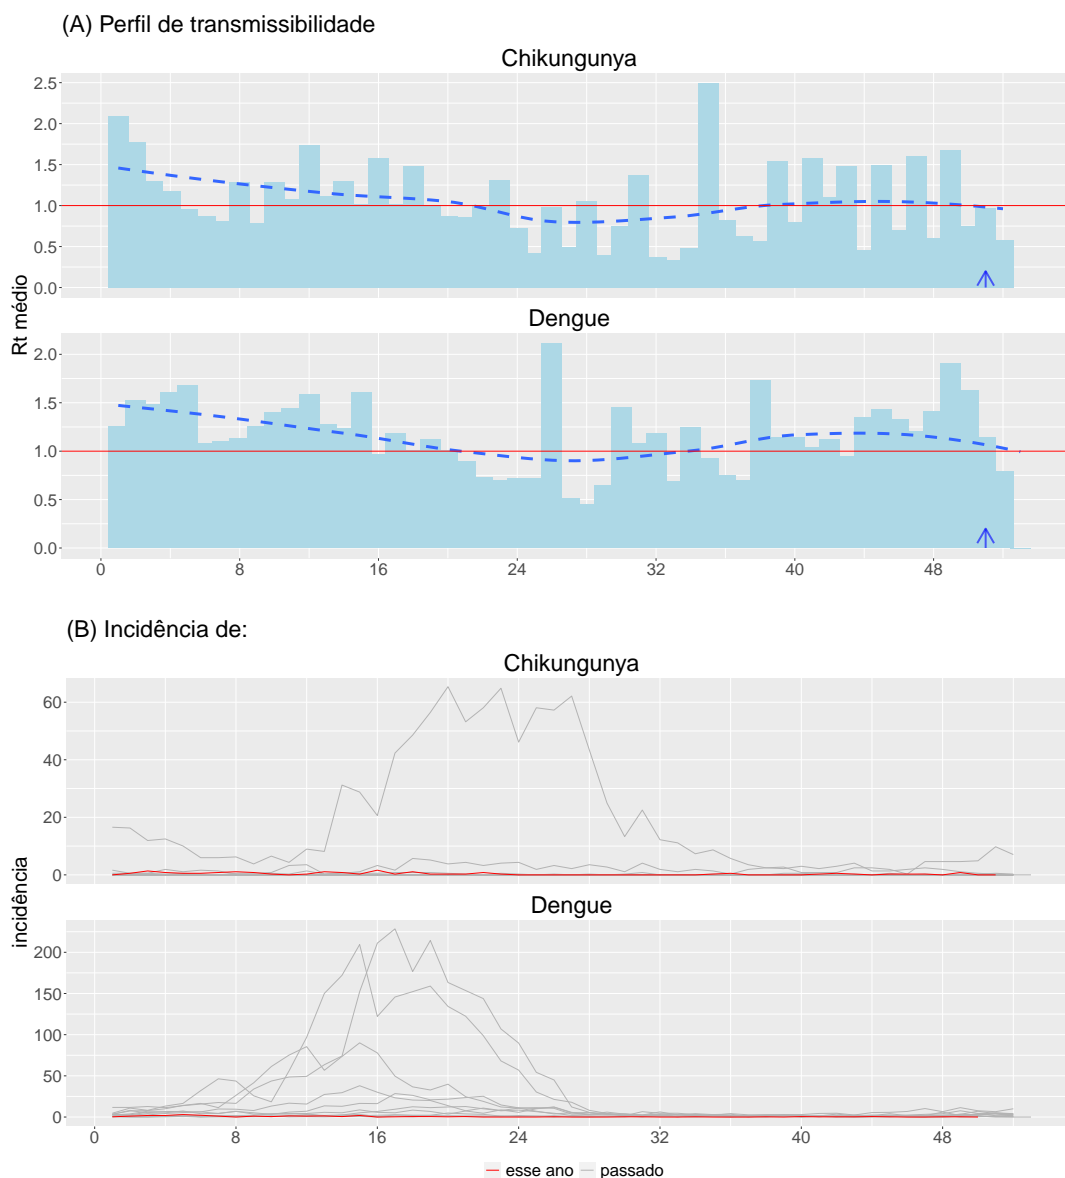 (A) Perfil de transmissibilidade
Chikungunya
2.5
2.0
1.5
1.0
0.5
0.0
Rt médio
Dengue
2.0
1.5
1.0
0.5
0.0
0 8 16 24 32 40 48
(B) Incidência de:
Chikungunya
60
40
20
0
incidência
Dengue
200
150
100
50
0
0 8 16 24 32 40 48
esse ano passado